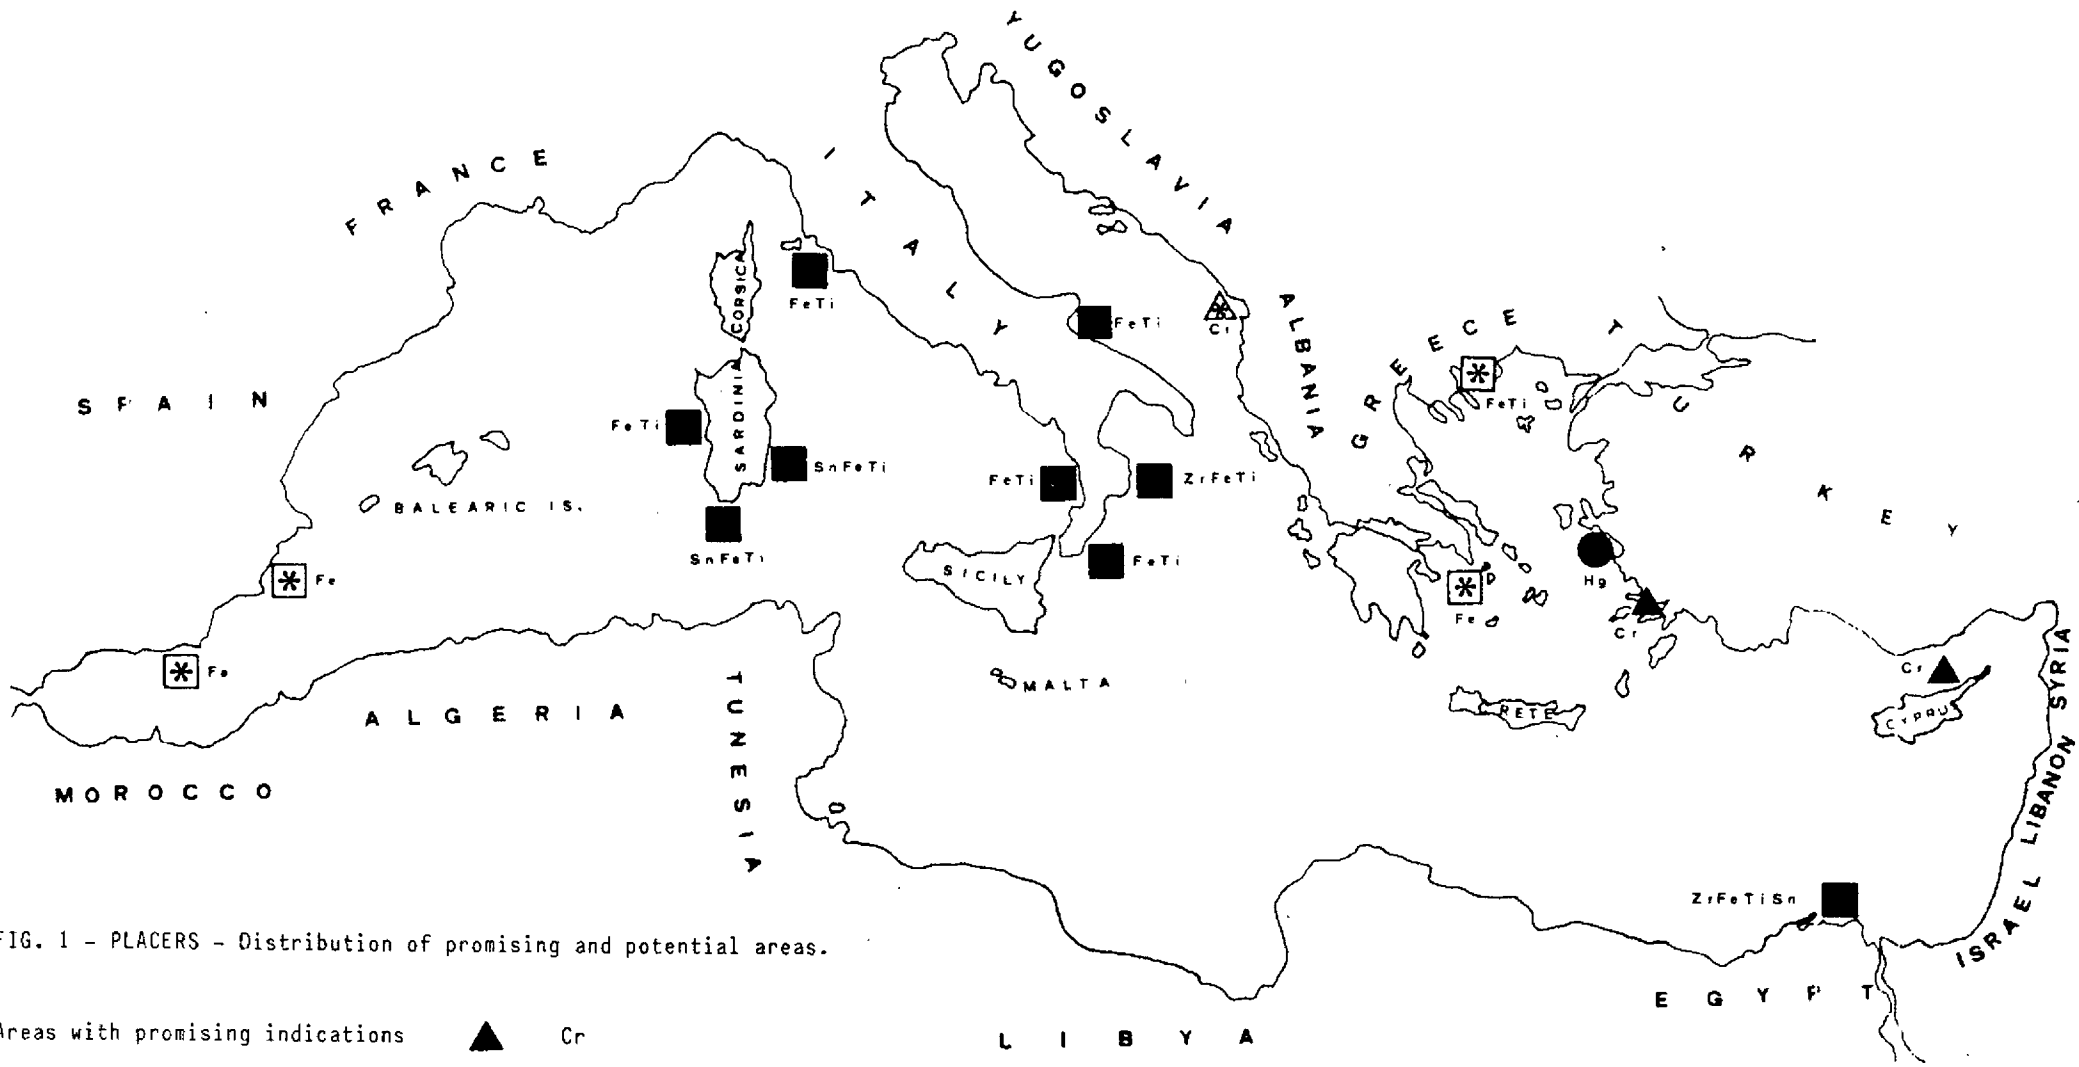 YUGOSLAVIA
FRANCE
ITALY
CORSICA
FeTi
FeTi
Cr
ALBANIA
GREECE
TURKEY
FeTi
SPAIN
SARDINIA
FeTi
SnFeTi
FeTi
ZrFeTi
BALEARIC IS.
SnFeTi
SICILY
FeTi
Fe
Hg
Fe
Cr
Fe
MALTA
CRETE
Cr
CYPRUS
SYRIA
ALGERIA
TUNESIA
MOROCCO
LIBANON
ISRAEL
ZrFeTiSn
EGYPT
LIBYA
FIG. 1 - PLACERS - Distribution of promising and potential areas.
Areas with promising indications Cr